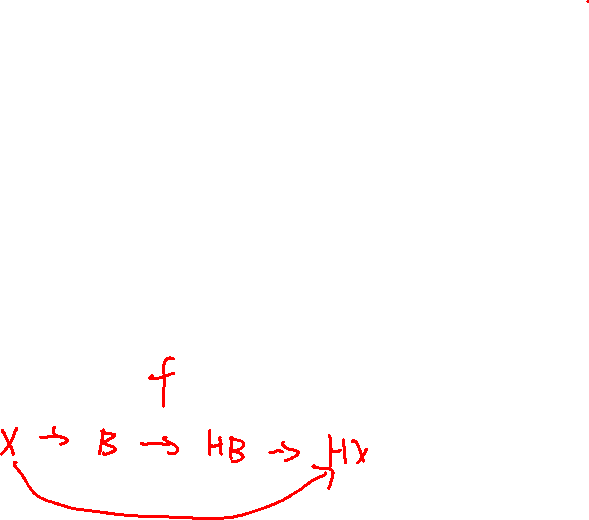 f
X → B → HB → HX